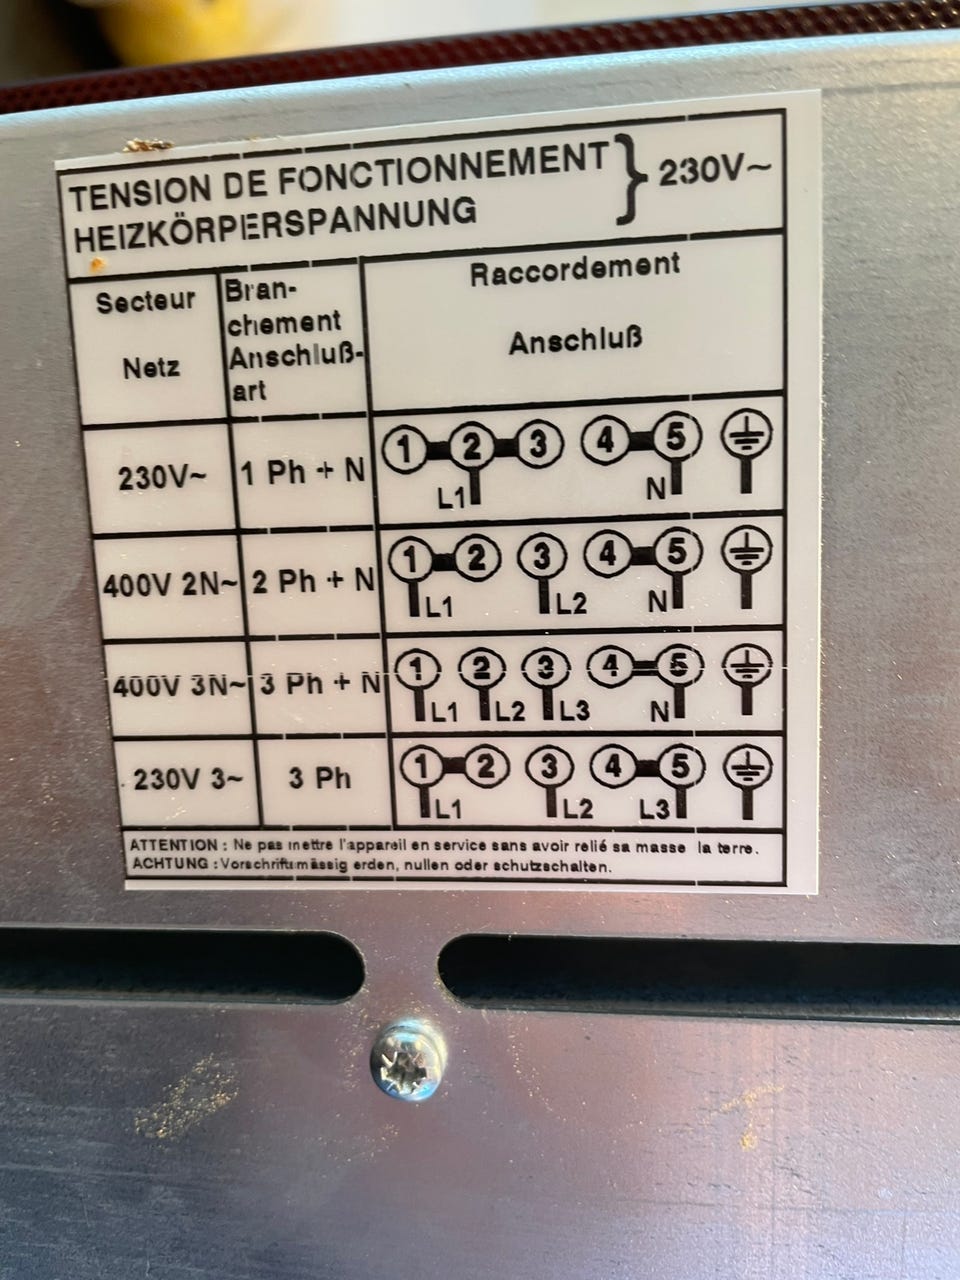 TENSION DE FONCTIONNEMENT
HEIZKÖRPERSPANNUNG } 230V~
Secteur
Netz
Bran-
chement
Anschluß-
art
Raccordement
Anschluß
230V~ 1 Ph + N 1 2 3 4 5
L1 N
400V 2N~ 2 Ph + N 1 2 3 4 5
L1 L2 N
400V 3N~ 3 Ph + N 1 2 3 4 5
L1 L2 L3 N
230V 3~ 3 Ph 1 2 3 4 5
L1 L2 L3
ATTENTION : Ne pas mettre l'appareil en service sans avoir relié sa masse la terre.
ACHTUNG : Vorschriftsmässig erden, nullen oder schutzschalten.